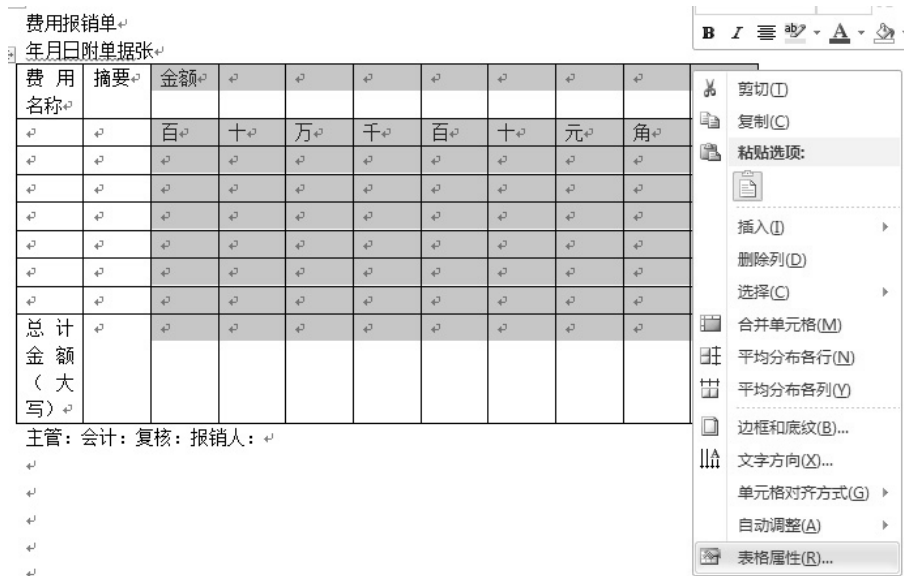 费用报销单
年月日附单据张
费用名称 摘要 金额
百 十 万 千 百 十 元 角
总计金额（大写）
主管：会计：复核：报销人：
B I ab A
剪切(T)
复制(C)
粘贴选项:
插入(I)
删除列(D)
选择(C)
合并单元格(M)
平均分布各行(N)
平均分布各列(Y)
边框和底纹(B)...
文字方向(X)...
单元格对齐方式(G)
自动调整(A)
表格属性(R)...